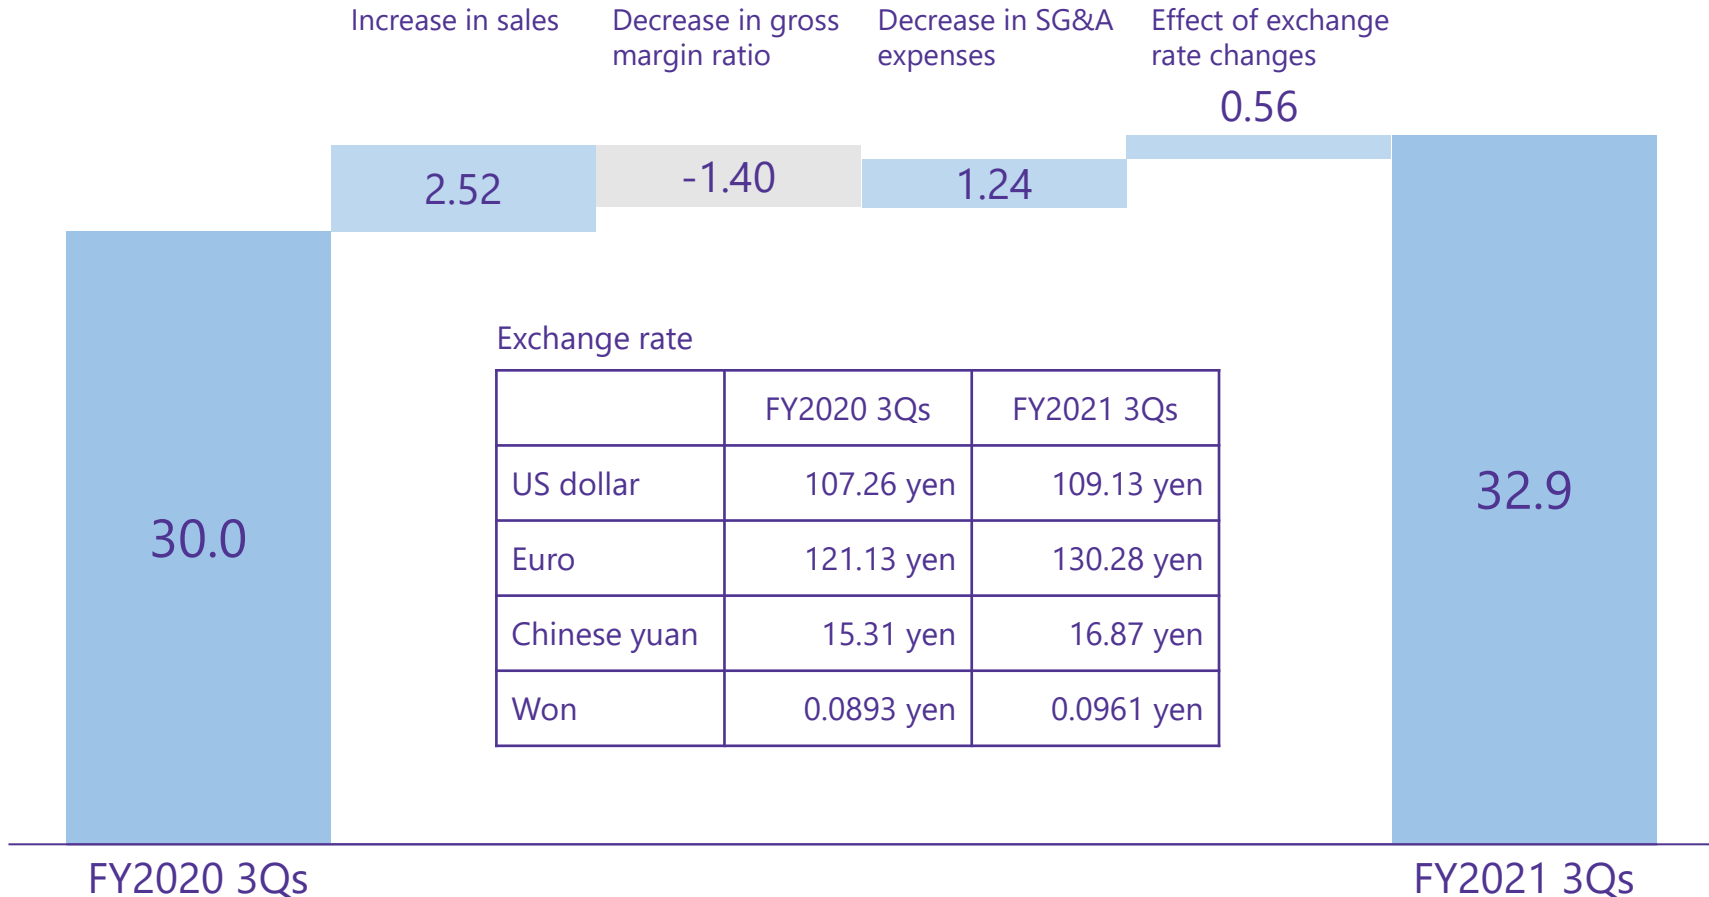 Increase in sales
Decrease in gross
margin ratio
Decrease in SG&A
expenses
Effect of exchange
rate changes
0.56
2.52
-1.40
1.24
30.0
32.9
Exchange rate
FY2020 3Qs FY2021 3Qs
US dollar 107.26 yen 109.13 yen
Euro 121.13 yen 130.28 yen
Chinese yuan 15.31 yen 16.87 yen
Won 0.0893 yen 0.0961 yen
FY2020 3Qs
FY2021 3Qs